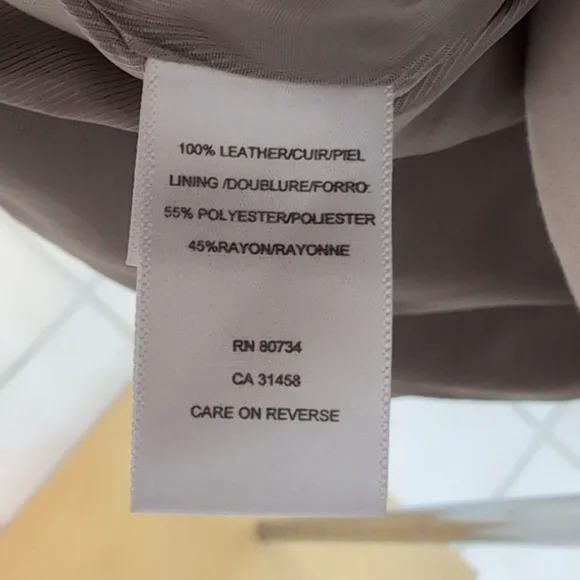 100% LEATHER/CUIR/PIEL
LINING /DOUBLURE/FORRO
55% POLYESTER/POLIESTER
45%RAYON/RAYONNE
RN 80734
CA 31458
CARE ON REVERSE